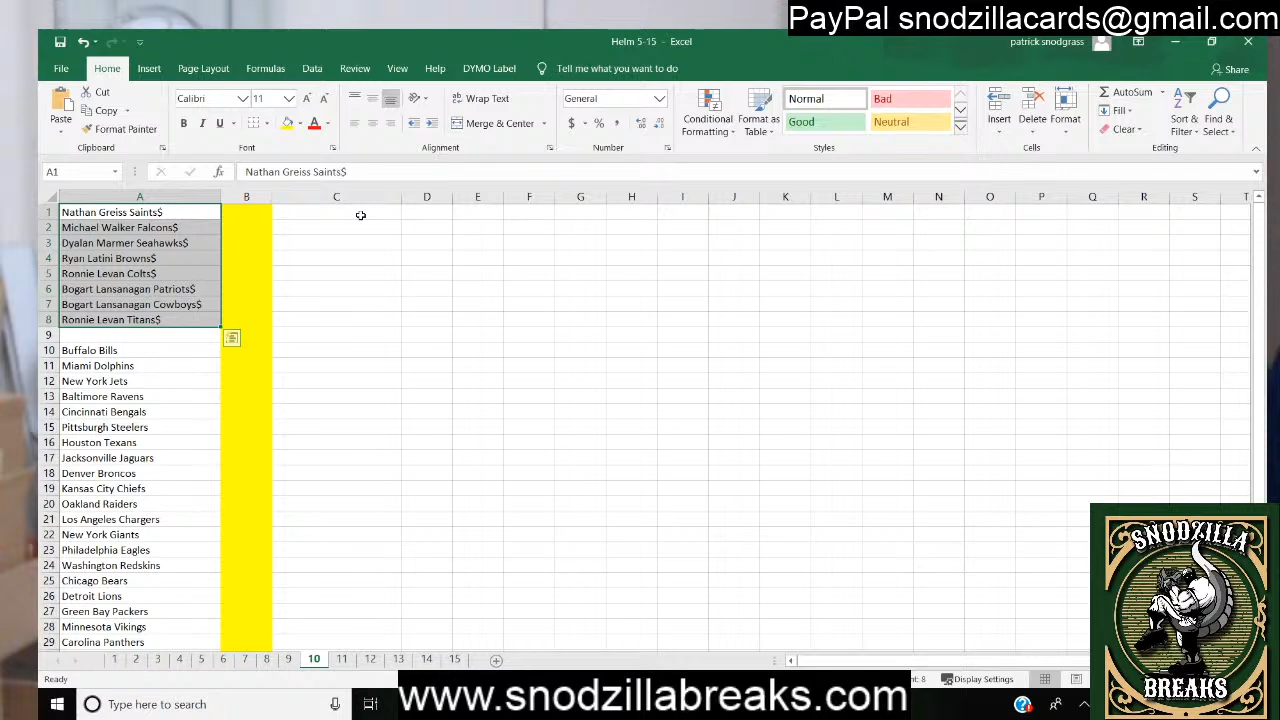 PayPal snodzillacards@gmail.com
Helm 5-15 - Excel
patrick snodgrass
File Home Insert Page Layout Formulas Data Review View Help DYMO Label Tell me what you want to do Share
Paste
Cut
Copy
Format Painter
Clipboard
Calibri 11
B I U
Font
Wrap Text
Merge & Center
Alignment
General
$ % ,
Number
Conditional Formatting
Format as Table
Normal Bad
Good Neutral
Styles
Insert Delete Format
Cells
AutoSum
Fill
Clear
Sort & Filter
Find & Select
Editing
A1 fx Nathan Greiss Saints$
A B C D E F G H I J K L M N O P Q R S T
1 Nathan Greiss Saints$
2 Michael Walker Falcons$
3 Dyalan Marmer Seahawks$
4 Ryan Latini Browns$
5 Ronnie Levan Colts$
6 Bogart Lansanagan Patriots$
7 Bogart Lansanagan Cowboys$
8 Ronnie Levan Titans$
9
10 Buffalo Bills
11 Miami Dolphins
12 New York Jets
13 Baltimore Ravens
14 Cincinnati Bengals
15 Pittsburgh Steelers
16 Houston Texans
17 Jacksonville Jaguars
18 Denver Broncos
19 Kansas City Chiefs
20 Oakland Raiders
21 Los Angeles Chargers
22 New York Giants
23 Philadelphia Eagles
24 Washington Redskins
25 Chicago Bears
26 Detroit Lions
27 Green Bay Packers
28 Minnesota Vikings
29 Carolina Panthers
1 2 3 4 5 6 7 8 9 10 11 12 13 14 15
Ready
Display Settings
Type here to search
www.snodzillabreaks.com
SNODZILLA
BREAKS